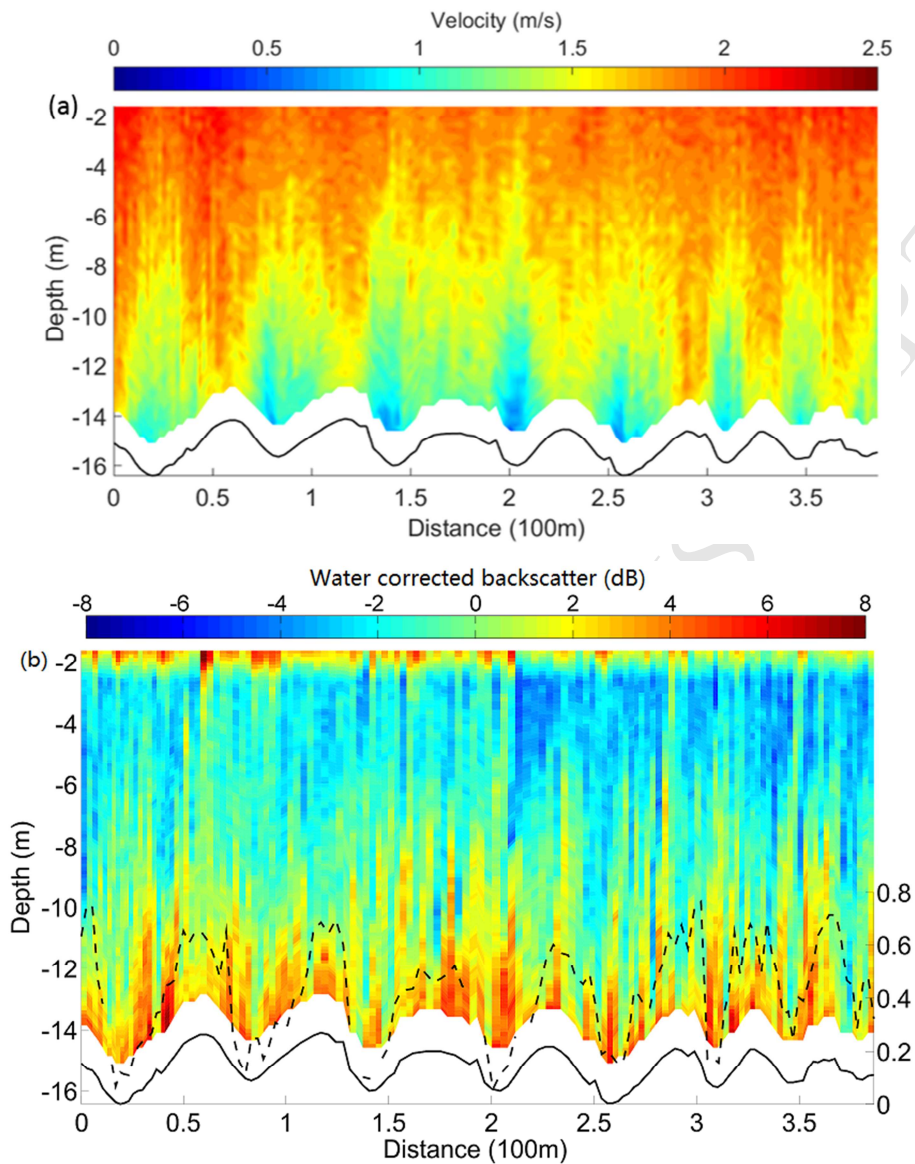 Velocity (m/s)
0 0.5 1 1.5 2 2.5
(a)
-2
-4
-6
-8
-10
-12
-14
-16
Depth (m)
0 0.5 1 1.5 2 2.5 3 3.5
Distance (100m)
Water corrected backscatter (dB)
-8 -6 -4 -2 0 2 4 6 8
(b)
-2
-4
-6
-8
-10
-12
-14
-16
Depth (m)
0.8
0.6
0.4
0.2
0
0 0.5 1 1.5 2 2.5 3 3.5
Distance (100m)